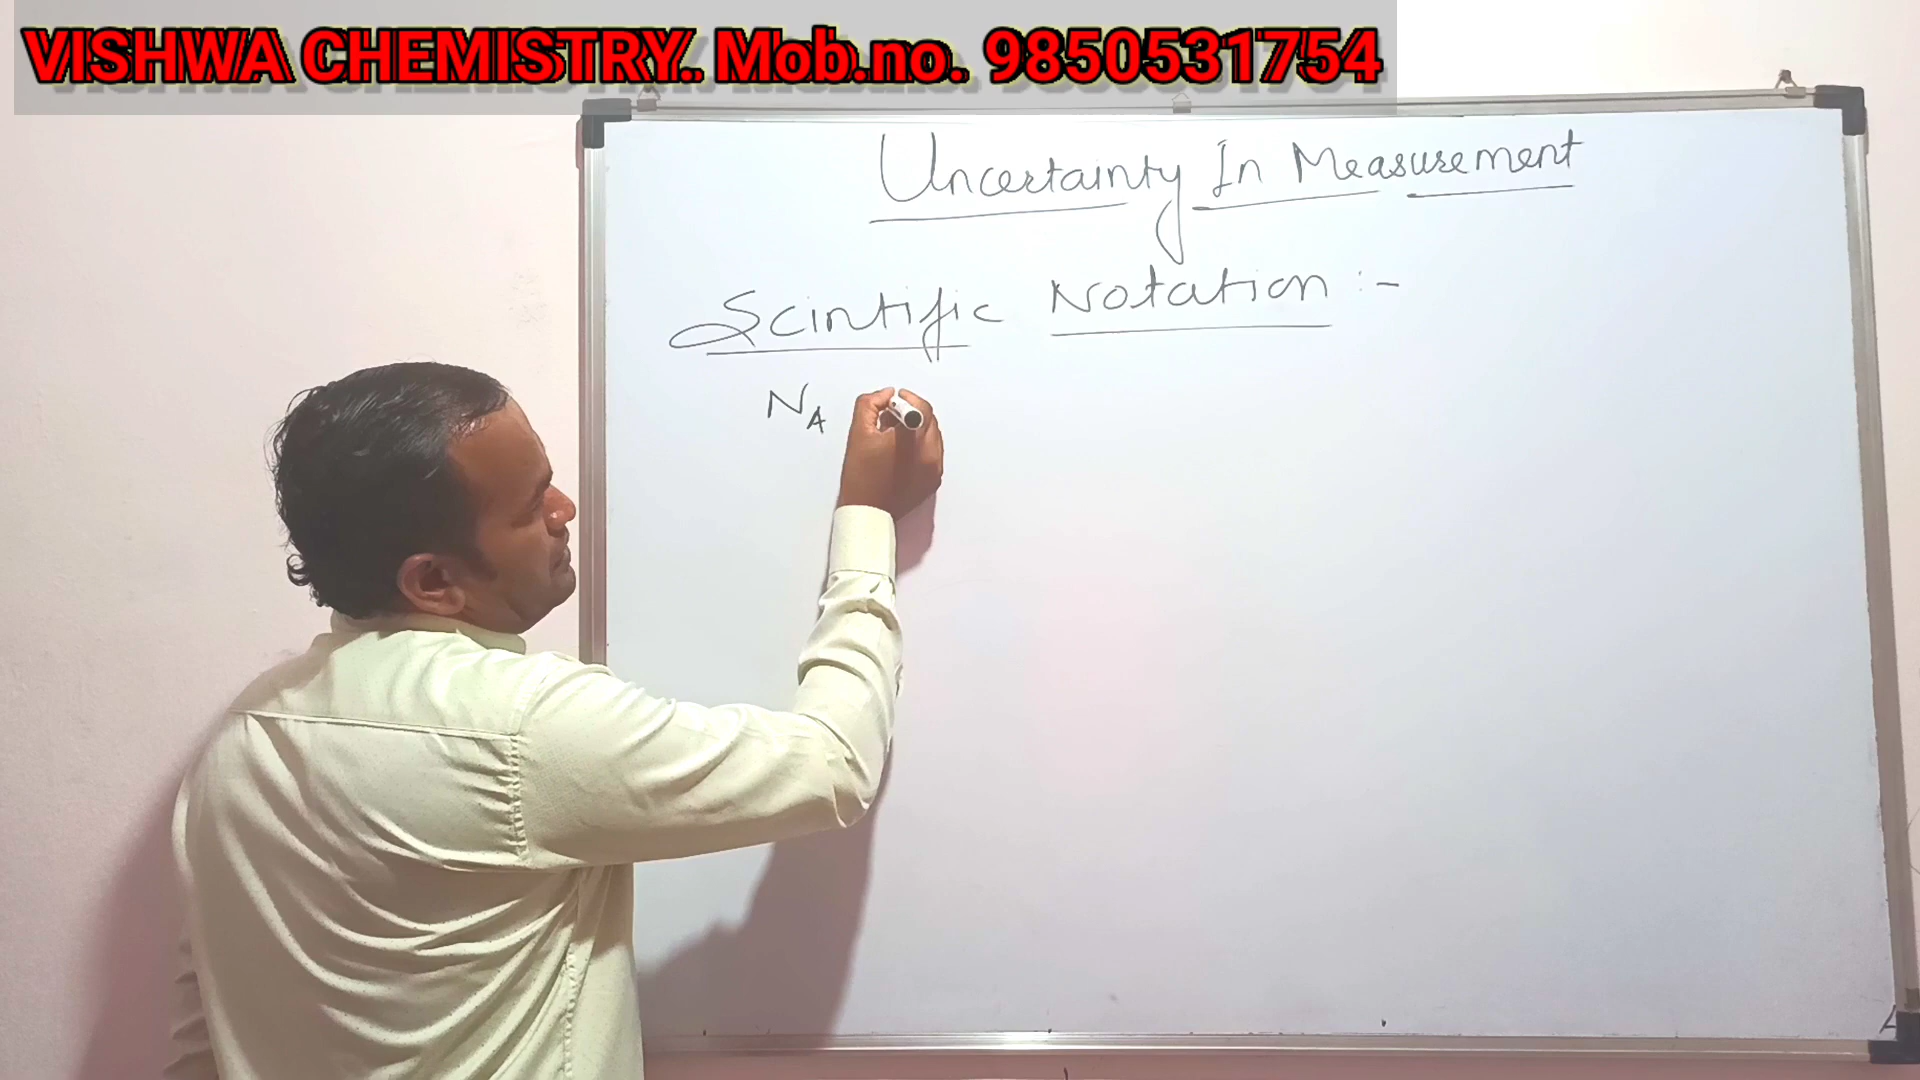 VISHWA CHEMISTRY. Mob.no. 9850531754
Uncertainty In Measurement
Scintific Notation :-
NA